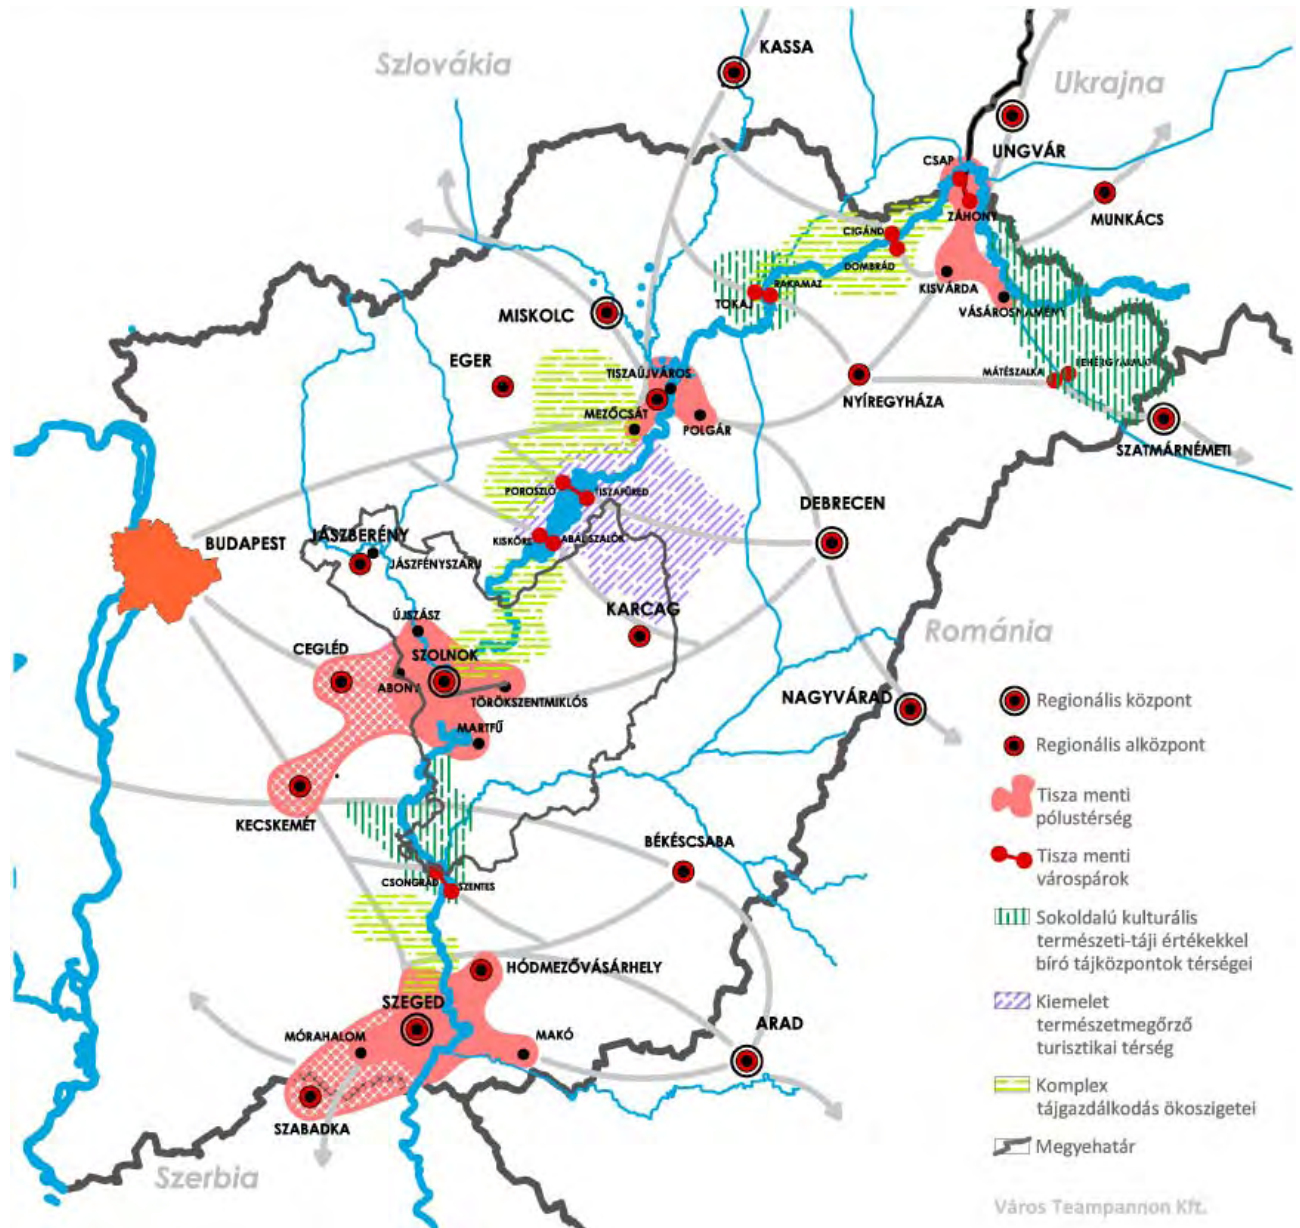 KASSA
Szlovákia
Ukrajna
UNGVÁR
CSAP
MUNKÁCS
ZÁHONY
CIGÁND
DOMBRÁD
KISVÁRDA
RAKAMAZ
TOKAJ
VÁSÁROSNAMÉNY
MISKOLC
EGER
TISZAÚJVÁROS
FEHÉRGYARMAT
MÁTÉSZALKA
NYÍREGYHÁZA
MEZŐCSÁT
POLGÁR
SZATMÁRNÉMETI
POROSZLÓ
TISZAFÜRED
DEBRECEN
BUDAPEST
JÁSZBERÉNY
KISKÖRE
ABÁDSZALÓK
JÁSZFÉNYSZARU
KARCAG
ÚJSZÁSZ
Románia
CEGLÉD
SZOLNOK
ABONY
TÖRÖKSZENTMIKLÓS
NAGYVÁRAD
Regionális központ
MARTFŰ
Regionális alközpont
KECSKEMÉT
Tisza menti
pólustérség
BÉKÉSCSABA
Tisza menti
várospárok
CSONGRÁD
SZENTES
Sokoldalú kulturális
természeti-táji értékekkel
bíró tájközpontok térségei
HÓDMEZŐVÁSÁRHELY
Kiemelet
természetmegőrző
turisztikai térség
SZEGED
ARAD
MÓRAHALOM
MAKÓ
Komplex
tájgazdálkodás ökoszigetei
SZABADKA
Megyehatár
Szerbia
Város Teampannon Kft.